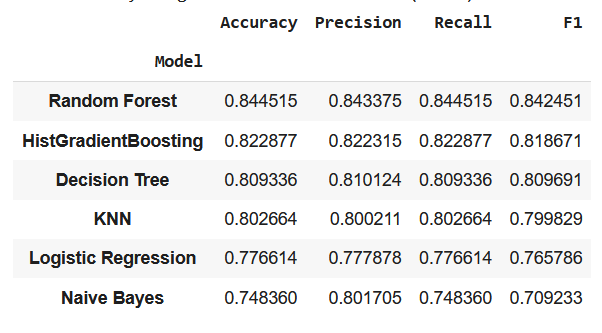 Accuracy Precision Recall F1
Model
Random Forest 0.844515 0.843375 0.844515 0.842451
HistGradientBoosting 0.822877 0.822315 0.822877 0.818671
Decision Tree 0.809336 0.810124 0.809336 0.809691
KNN 0.802664 0.800211 0.802664 0.799829
Logistic Regression 0.776614 0.777878 0.776614 0.765786
Naive Bayes 0.748360 0.801705 0.748360 0.709233